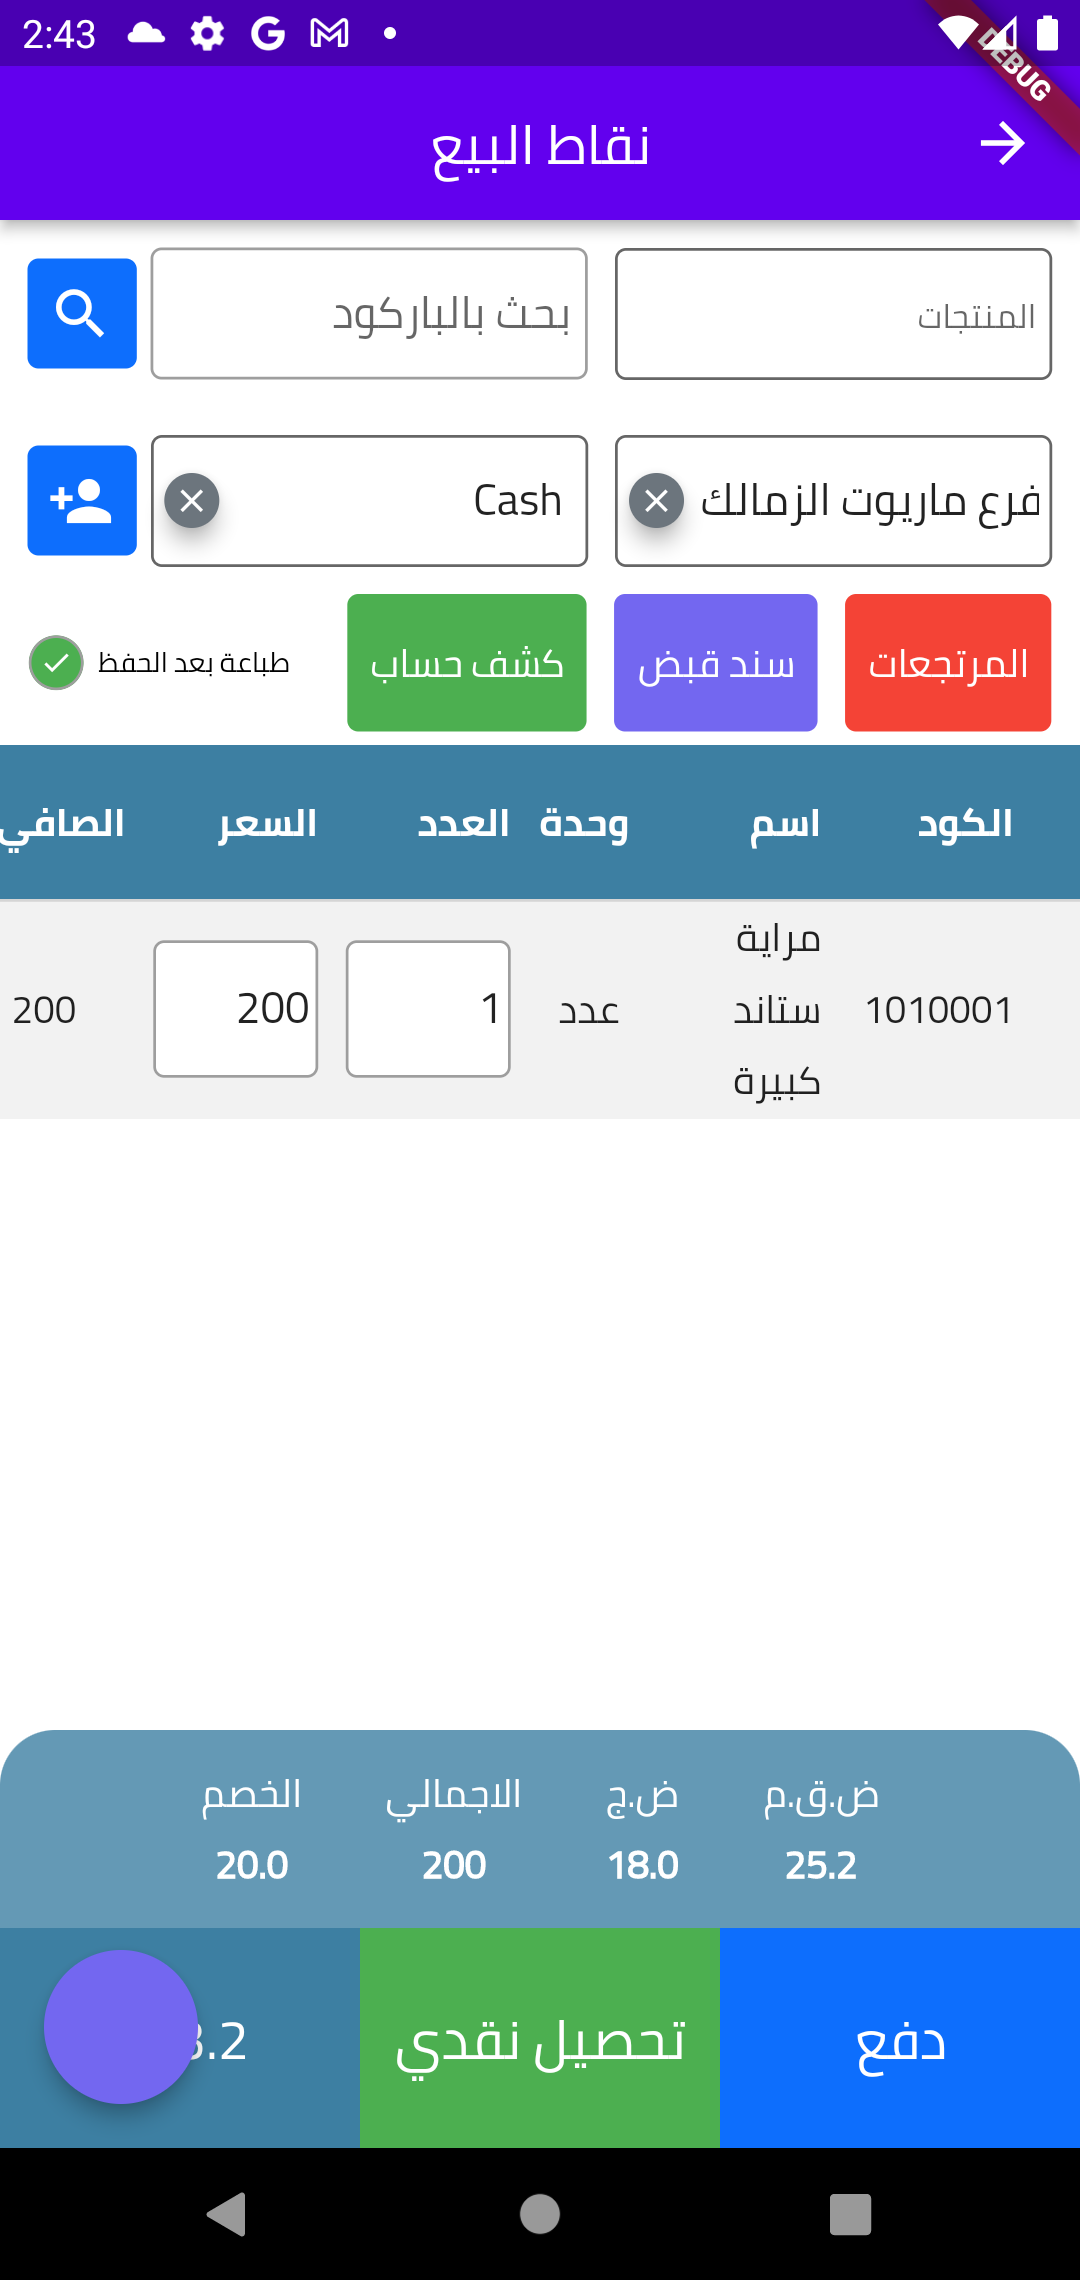 2:43
DEBUG
نقاط البيع
المنتجات
بحث بالباركود
فرع ماريوت الزمالك
Cash
المرتجعات
سند قبض
كشف حساب
طباعة بعد الحفظ
الكود اسم وحدة العدد السعر الصافي
1010001 مراية ستاند كبيرة عدد 1 200 200
ض.ق.م ض.ج الاجمالي الخصم
25.2 18.0 200 20.0
دفع
تحصيل نقدي
.2